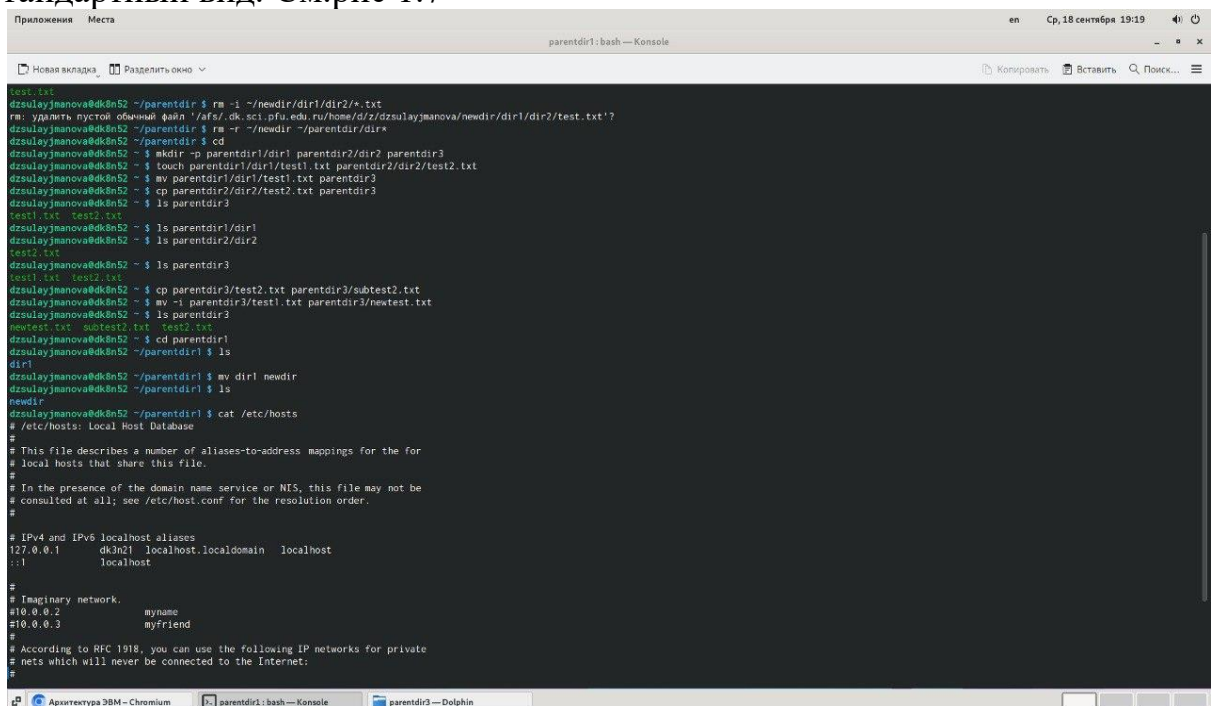 тандартный вид. См.рис 1.7
Приложения Места en Ср, 18 сентября 19:19
parentdir1 : bash — Konsole
Новая вкладка Разделить окно Копировать Вставить Поиск...
test.txt
dzsulayjmanova@dk8n52 ~/parentdir $ rm -i ~/newdir/dir1/dir2/*.txt
rm: удалить пустой обычный файл '/afs/.dk.sci.pfu.edu.ru/home/d/z/dzsulayjmanova/newdir/dir1/dir2/test.txt'?
dzsulayjmanova@dk8n52 ~/parentdir $ rm -r ~/newdir ~/parentdir/dir*
dzsulayjmanova@dk8n52 ~/parentdir $ cd
dzsulayjmanova@dk8n52 ~ $ mkdir -p parentdir1/dir1 parentdir2/dir2 parentdir3
dzsulayjmanova@dk8n52 ~ $ touch parentdir1/dir1/test1.txt parentdir2/dir2/test2.txt
dzsulayjmanova@dk8n52 ~ $ mv parentdir1/dir1/test1.txt parentdir3
dzsulayjmanova@dk8n52 ~ $ cp parentdir2/dir2/test2.txt parentdir3
dzsulayjmanova@dk8n52 ~ $ ls parentdir3
test1.txt test2.txt
dzsulayjmanova@dk8n52 ~ $ ls parentdir1/dir1
dzsulayjmanova@dk8n52 ~ $ ls parentdir2/dir2
test2.txt
dzsulayjmanova@dk8n52 ~ $ ls parentdir3
test1.txt test2.txt
dzsulayjmanova@dk8n52 ~ $ cp parentdir3/test2.txt parentdir3/subtest2.txt
dzsulayjmanova@dk8n52 ~ $ mv -i parentdir3/test1.txt parentdir3/newtest.txt
dzsulayjmanova@dk8n52 ~ $ ls parentdir3
newtest.txt subtest2.txt test2.txt
dzsulayjmanova@dk8n52 ~ $ cd parentdir1
dzsulayjmanova@dk8n52 ~/parentdir1 $ ls
dir1
dzsulayjmanova@dk8n52 ~/parentdir1 $ mv dir1 newdir
dzsulayjmanova@dk8n52 ~/parentdir1 $ ls
newdir
dzsulayjmanova@dk8n52 ~/parentdir1 $ cat /etc/hosts
# /etc/hosts: Local Host Database
#
# This file describes a number of aliases-to-address mappings for the for
# local hosts that share this file.
#
# In the presence of the domain name service or NIS, this file may not be
# consulted at all; see /etc/host.conf for the resolution order.
#
# IPv4 and IPv6 localhost aliases
127.0.0.1 dk3n21 localhost.localdomain localhost
::1 localhost
#
# Imaginary network.
#10.0.0.2 myname
#10.0.0.3 myfriend
#
# According to RFC 1918, you can use the following IP networks for private
# nets which will never be connected to the Internet:
#
Архитектура ЭВМ – Chromium parentdir1 : bash — Konsole parentdir3 — Dolphin